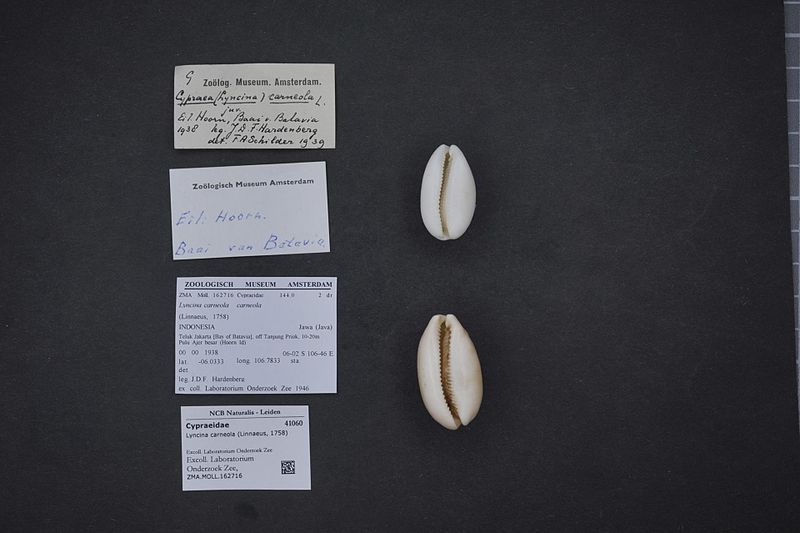 G Zoölog. Museum. Amsterdam.
Cypraea (Lyncina) carneola L.
juv.
Eil. Hoorn, Baai v. Batavia
1938 leg. J.D.F. Hardenberg
det. F A Schilder 1939
Zoölogisch Museum Amsterdam
Eil. Hoorn.
Baai van Batavia.
ZOOLOGISCH MUSEUM AMSTERDAM
ZMA Moll. 162716 Cypraeidae 144.0 2 dr
Lyncina carneola carneola
(Linnaeus, 1758)
INDONESIA Jawa (Java)
Teluk Jakarta [Bay of Batavia], off Tanjung Priok, 10-20m
Pulu Ajer besar (Hoorn Id)
00 00 1938 06-02 S 106-46 E
lat. -06.0333 long. 106.7833 sta
det
leg. J.D.F. Hardenberg
ex coll. Laboratorium Onderzoek Zee 1946
NCB Naturalis - Leiden
Cypraeidae 41060
Lyncina carneola (Linnaeus, 1758)
Excoll. Laboratorium Onderzoek Zee
Excoll. Laboratorium
Onderzoek Zee,
ZMA.MOLL.162716